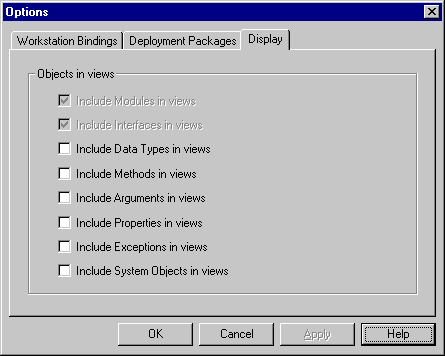 Options
Workstation Bindings Deployment Packages Display
Objects in views
Include Modules in views
Include Interfaces in views
Include Data Types in views
Include Methods in views
Include Arguments in views
Include Properties in views
Include Exceptions in views
Include System Objects in views
OK Cancel Apply Help